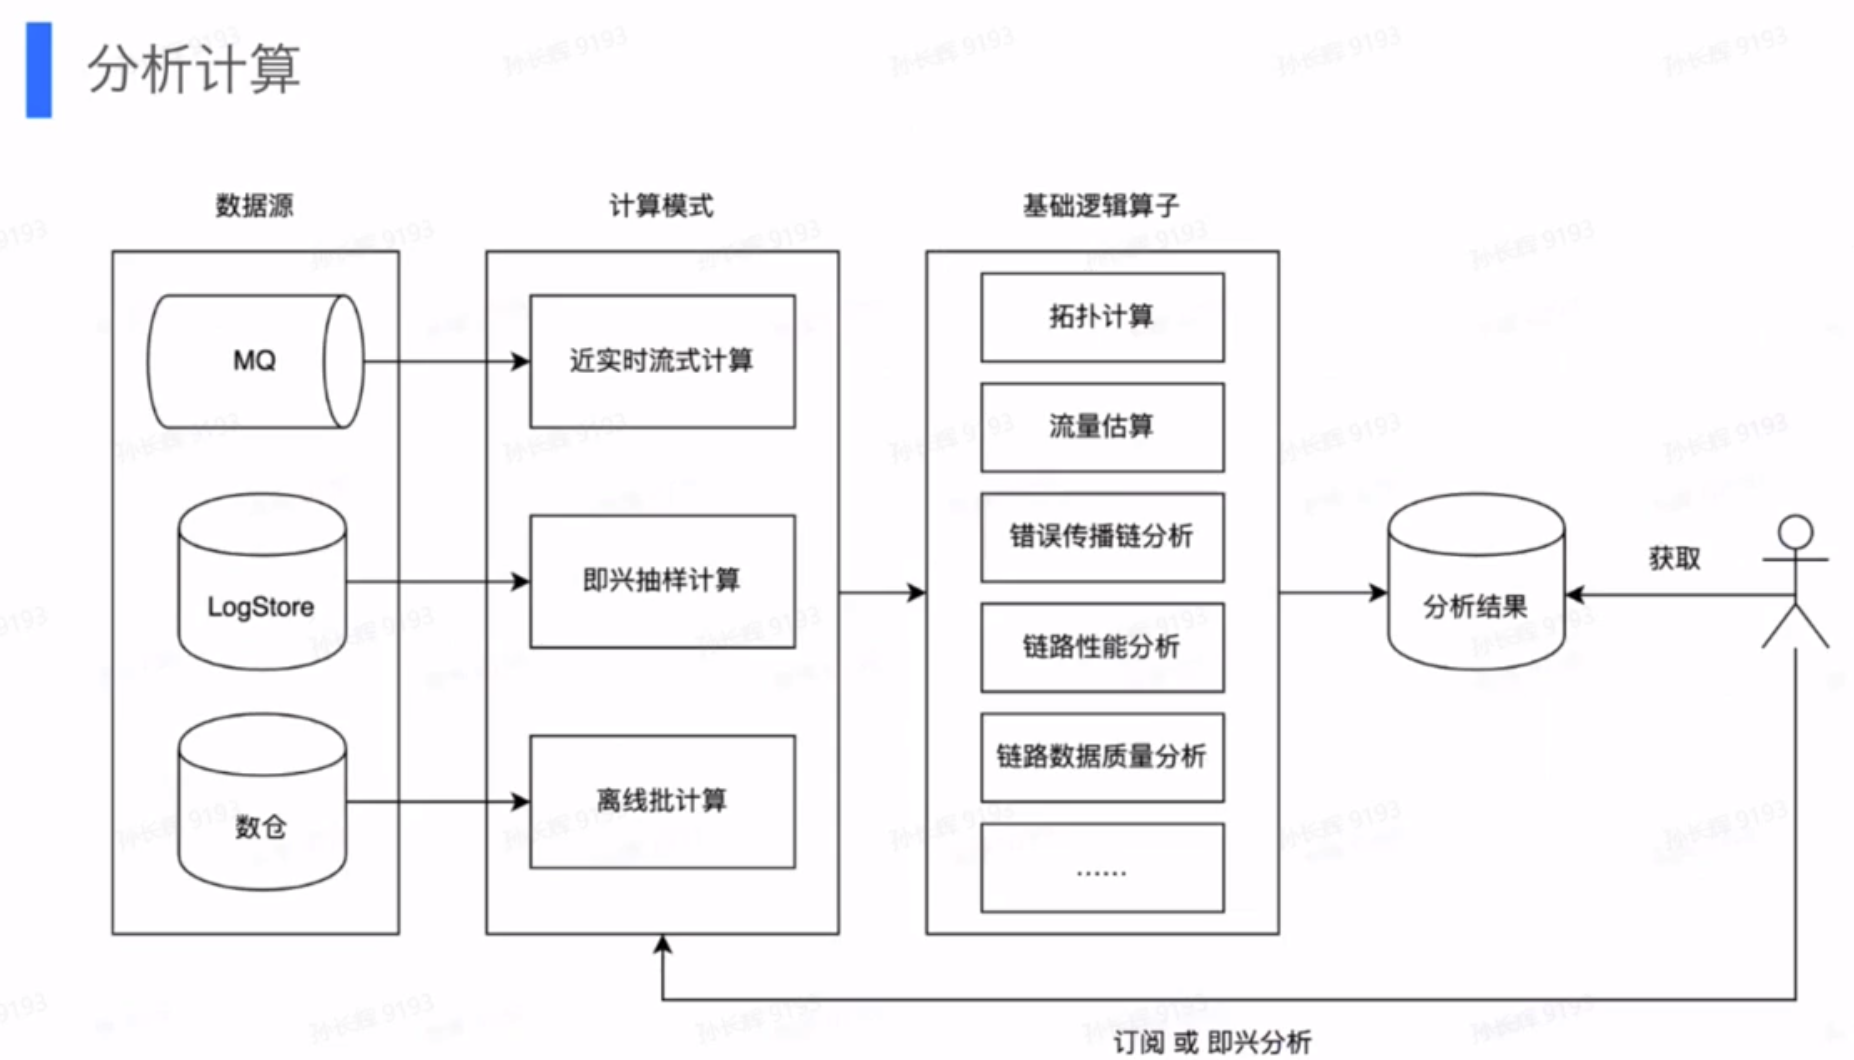 分析计算
数据源
计算模式
基础逻辑算子
MQ
近实时流式计算
拓扑计算
流量估算
LogStore
即兴抽样计算
错误传播链分析
链路性能分析
分析结果
获取
数仓
离线批计算
链路数据质量分析
......
订阅 或 即兴分析
孙长辉 9193